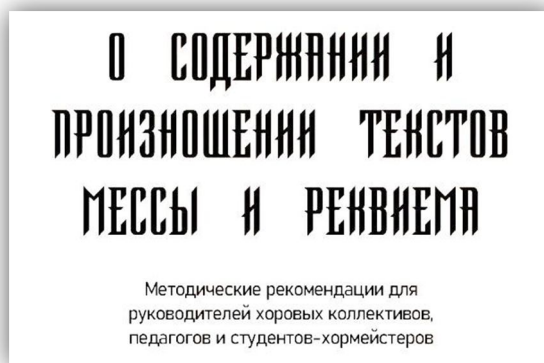 О СОДЕРЖАНИИ И
ПРОИЗНОШЕНИИ ТЕКСТОВ
МЕССЫ И РЕКВИЕМА
Методические рекомендации для
руководителей хоровых коллективов,
педагогов и студентов-хормейстеров